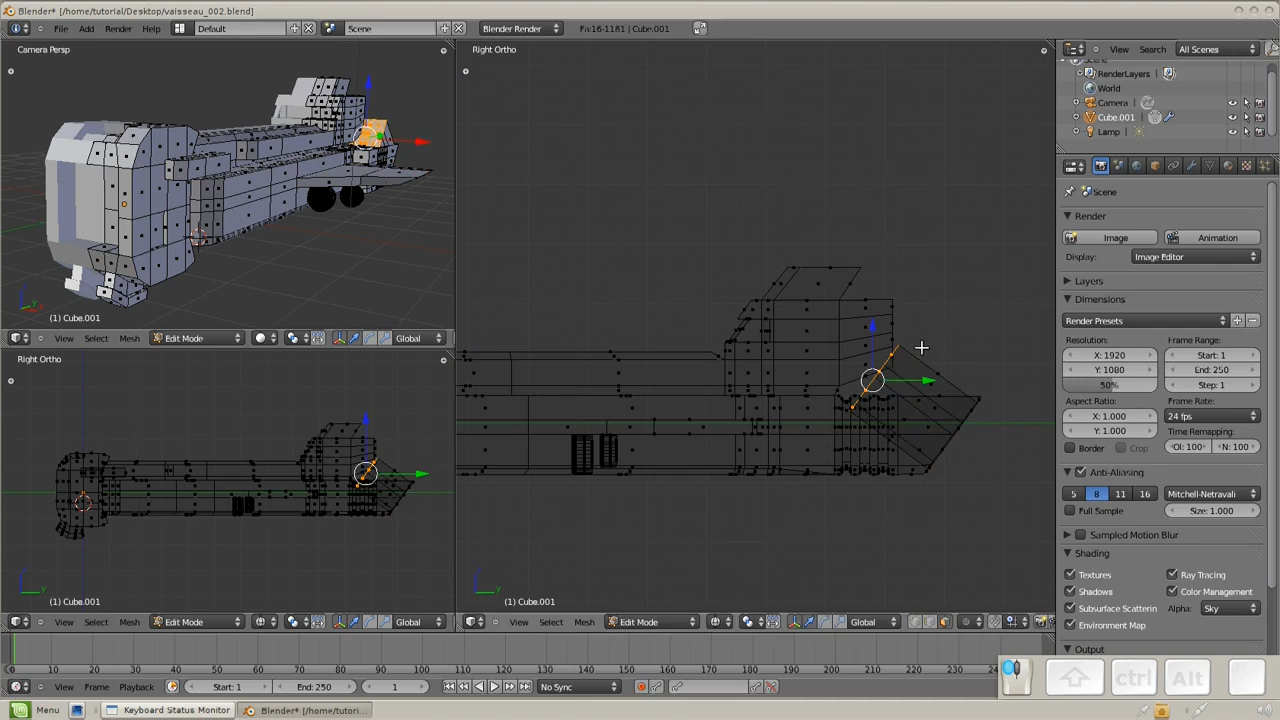 Blender* [/home/tutorial/Desktop/vaisseau_002.blend]
File Add Render Help Default Scene Blender Render Fa:16-1181 | Cube.001
Camera Persp
(1) Cube.001
View Select Mesh Edit Mode Global
Right Ortho
(1) Cube.001
View Select Mesh Edit Mode Global
Right Ortho
(1) Cube.001
View Select Mesh Edit Mode Global
View Search All Scenes
Scene
RenderLayers
World
Camera
Cube.001
Lamp
Scene
Render
Image Animation
Display: Image Editor
Layers
Dimensions
Render Presets
Resolution: Frame Range:
X: 1920 Start: 1
Y: 1080 End: 250
50% Step: 1
Aspect Ratio: Frame Rate:
X: 1.000 24 fps
Y: 1.000 Time Remapping:
Border Crop Ol: 100 N: 100
Anti-Aliasing
5 8 11 16 Mitchell-Netravali
Full Sample Size: 1.000
Sampled Motion Blur
Shading
Textures Ray Tracing
Shadows Color Management
Subsurface Scatterin Alpha: Sky
Environment Map
Output
0 10 20 30 40 50 60 70 80 90 100 110 120 130 140 150 160 170 180 190 200 210 220 230
View Frame Playback Start: 1 End: 250 1 No Sync
ctrl Alt
Menu Keyboard Status Monitor Blender* [/home/tutori...